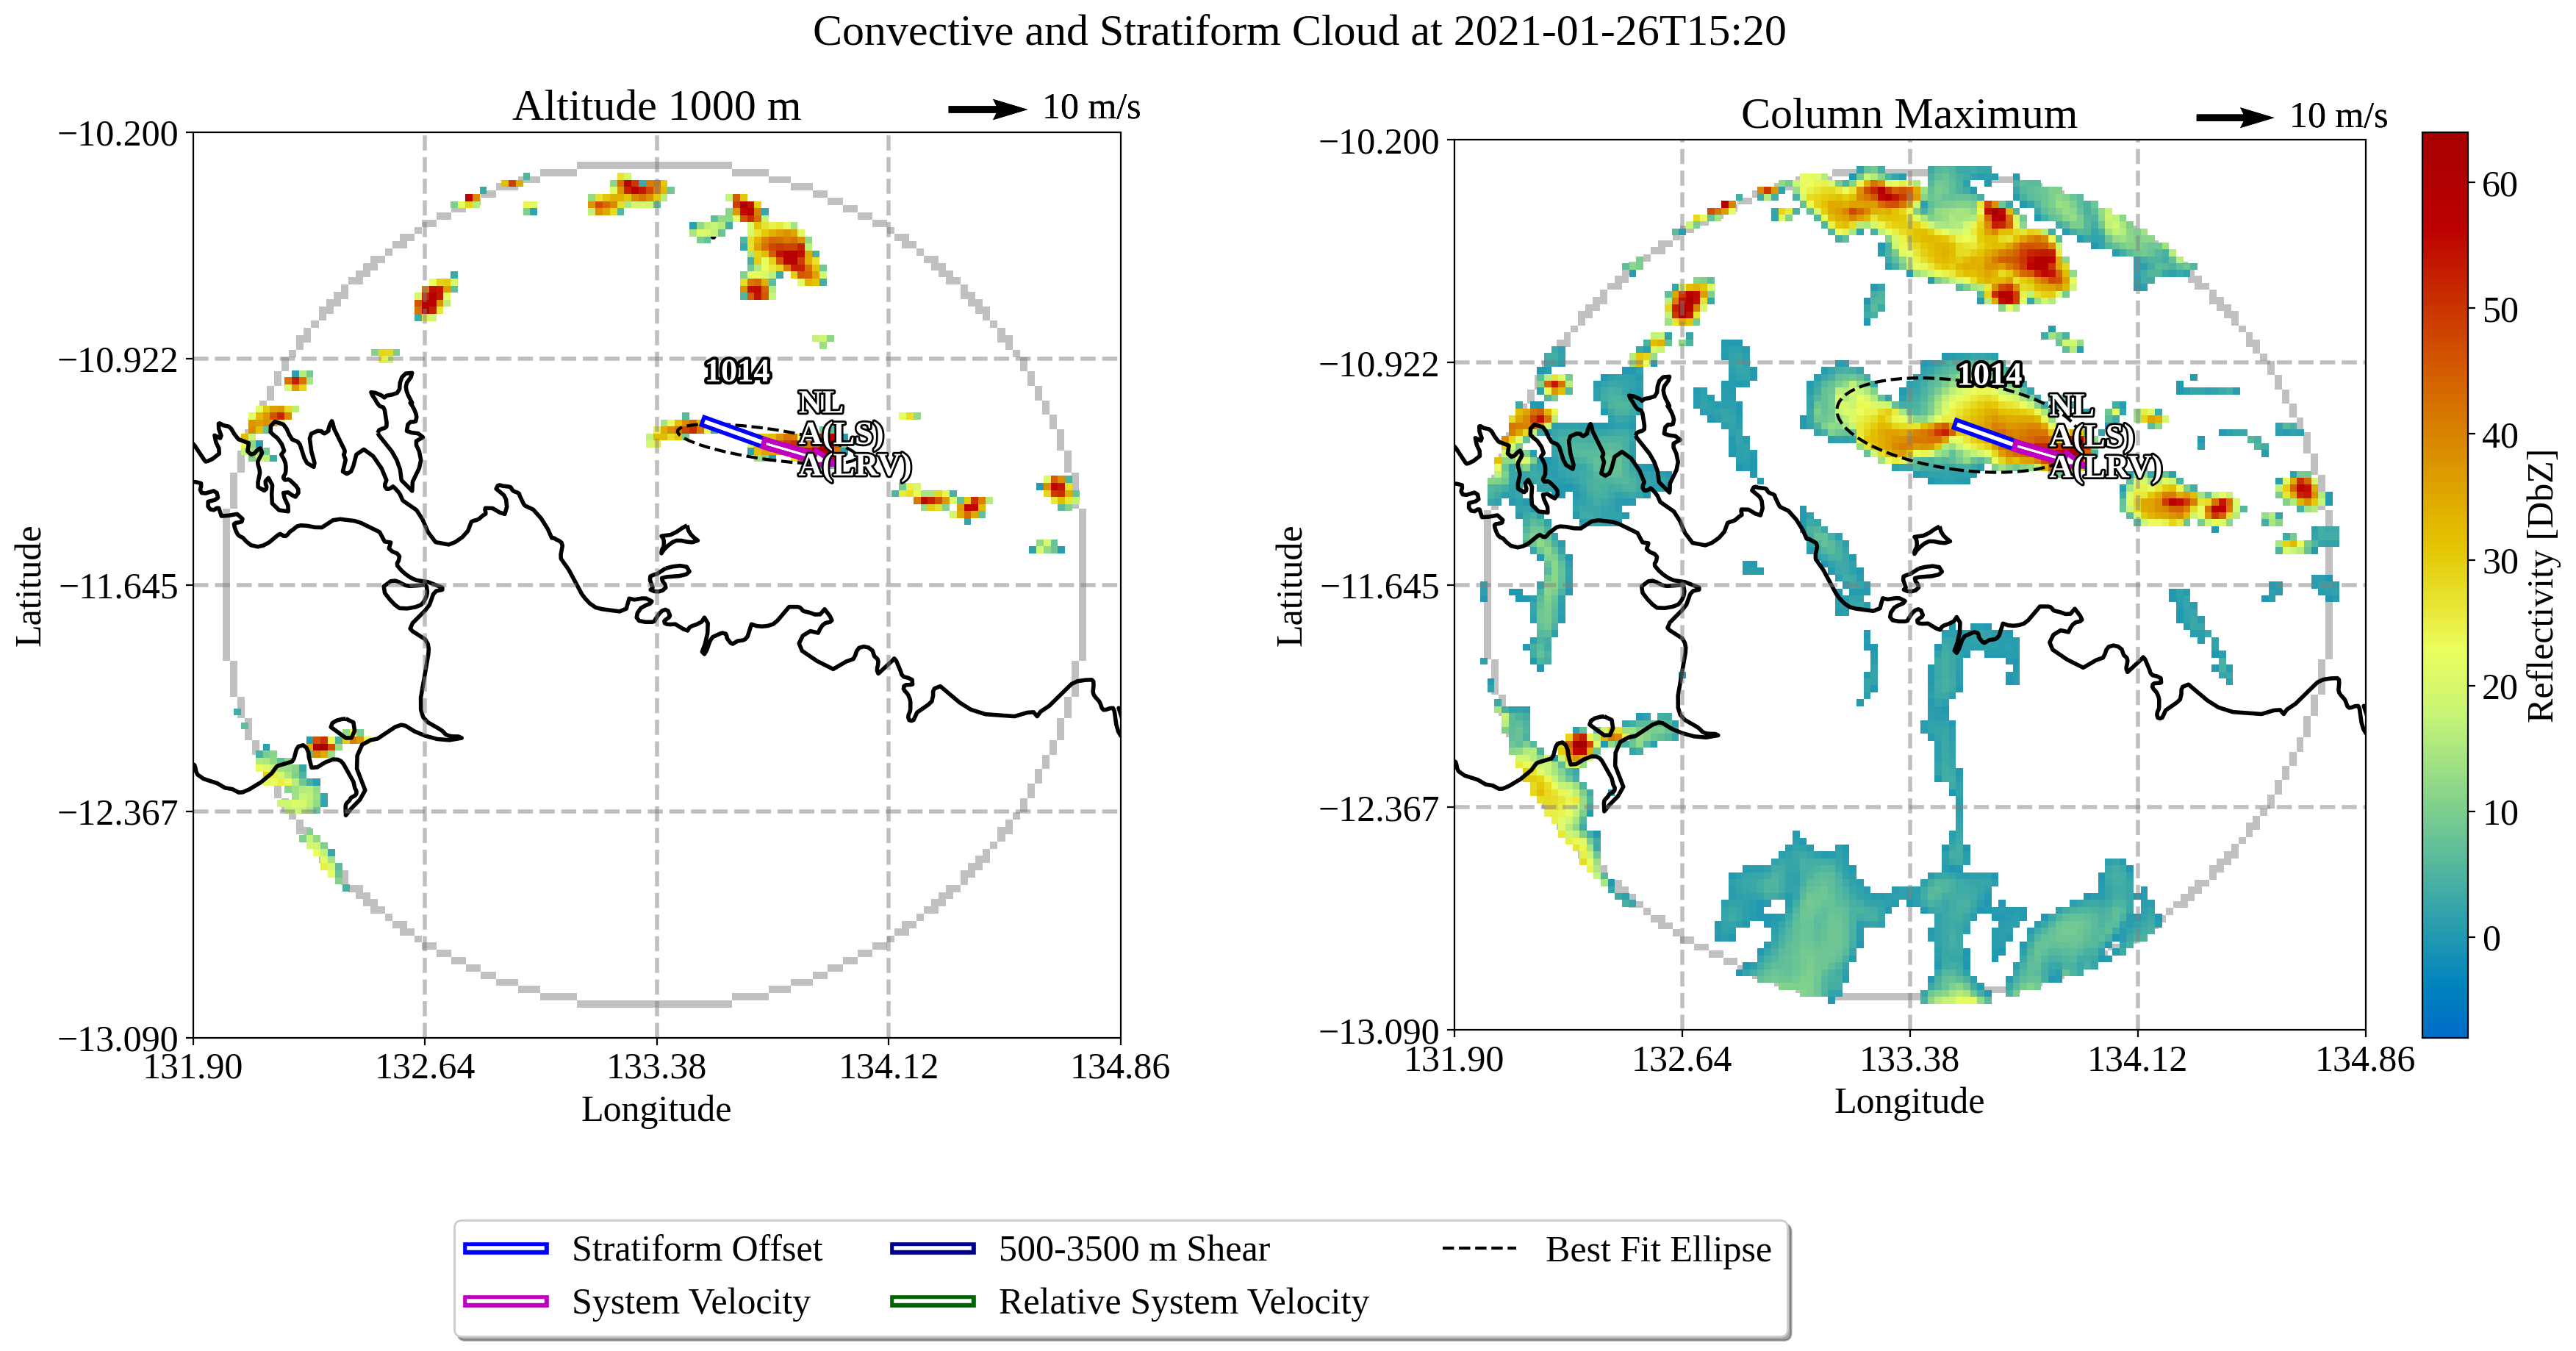 Convective and Stratiform Cloud at 2021-01-26T15:20
Altitude 1000 m
10 m/s
−10.200
−10.922
−11.645
−12.367
−13.090
Latitude
1014
NL
A(LS)
A(LRV)
131.90 132.64 133.38 134.12 134.86
Longitude
Column Maximum
10 m/s
−10.200
−10.922
−11.645
−12.367
−13.090
Latitude
1014
NL
A(LS)
A(LRV)
131.90 132.64 133.38 134.12 134.86
Longitude
60
50
40
30
20
10
0
Reflectivity [DbZ]
Stratiform Offset
System Velocity
500-3500 m Shear
Relative System Velocity
Best Fit Ellipse